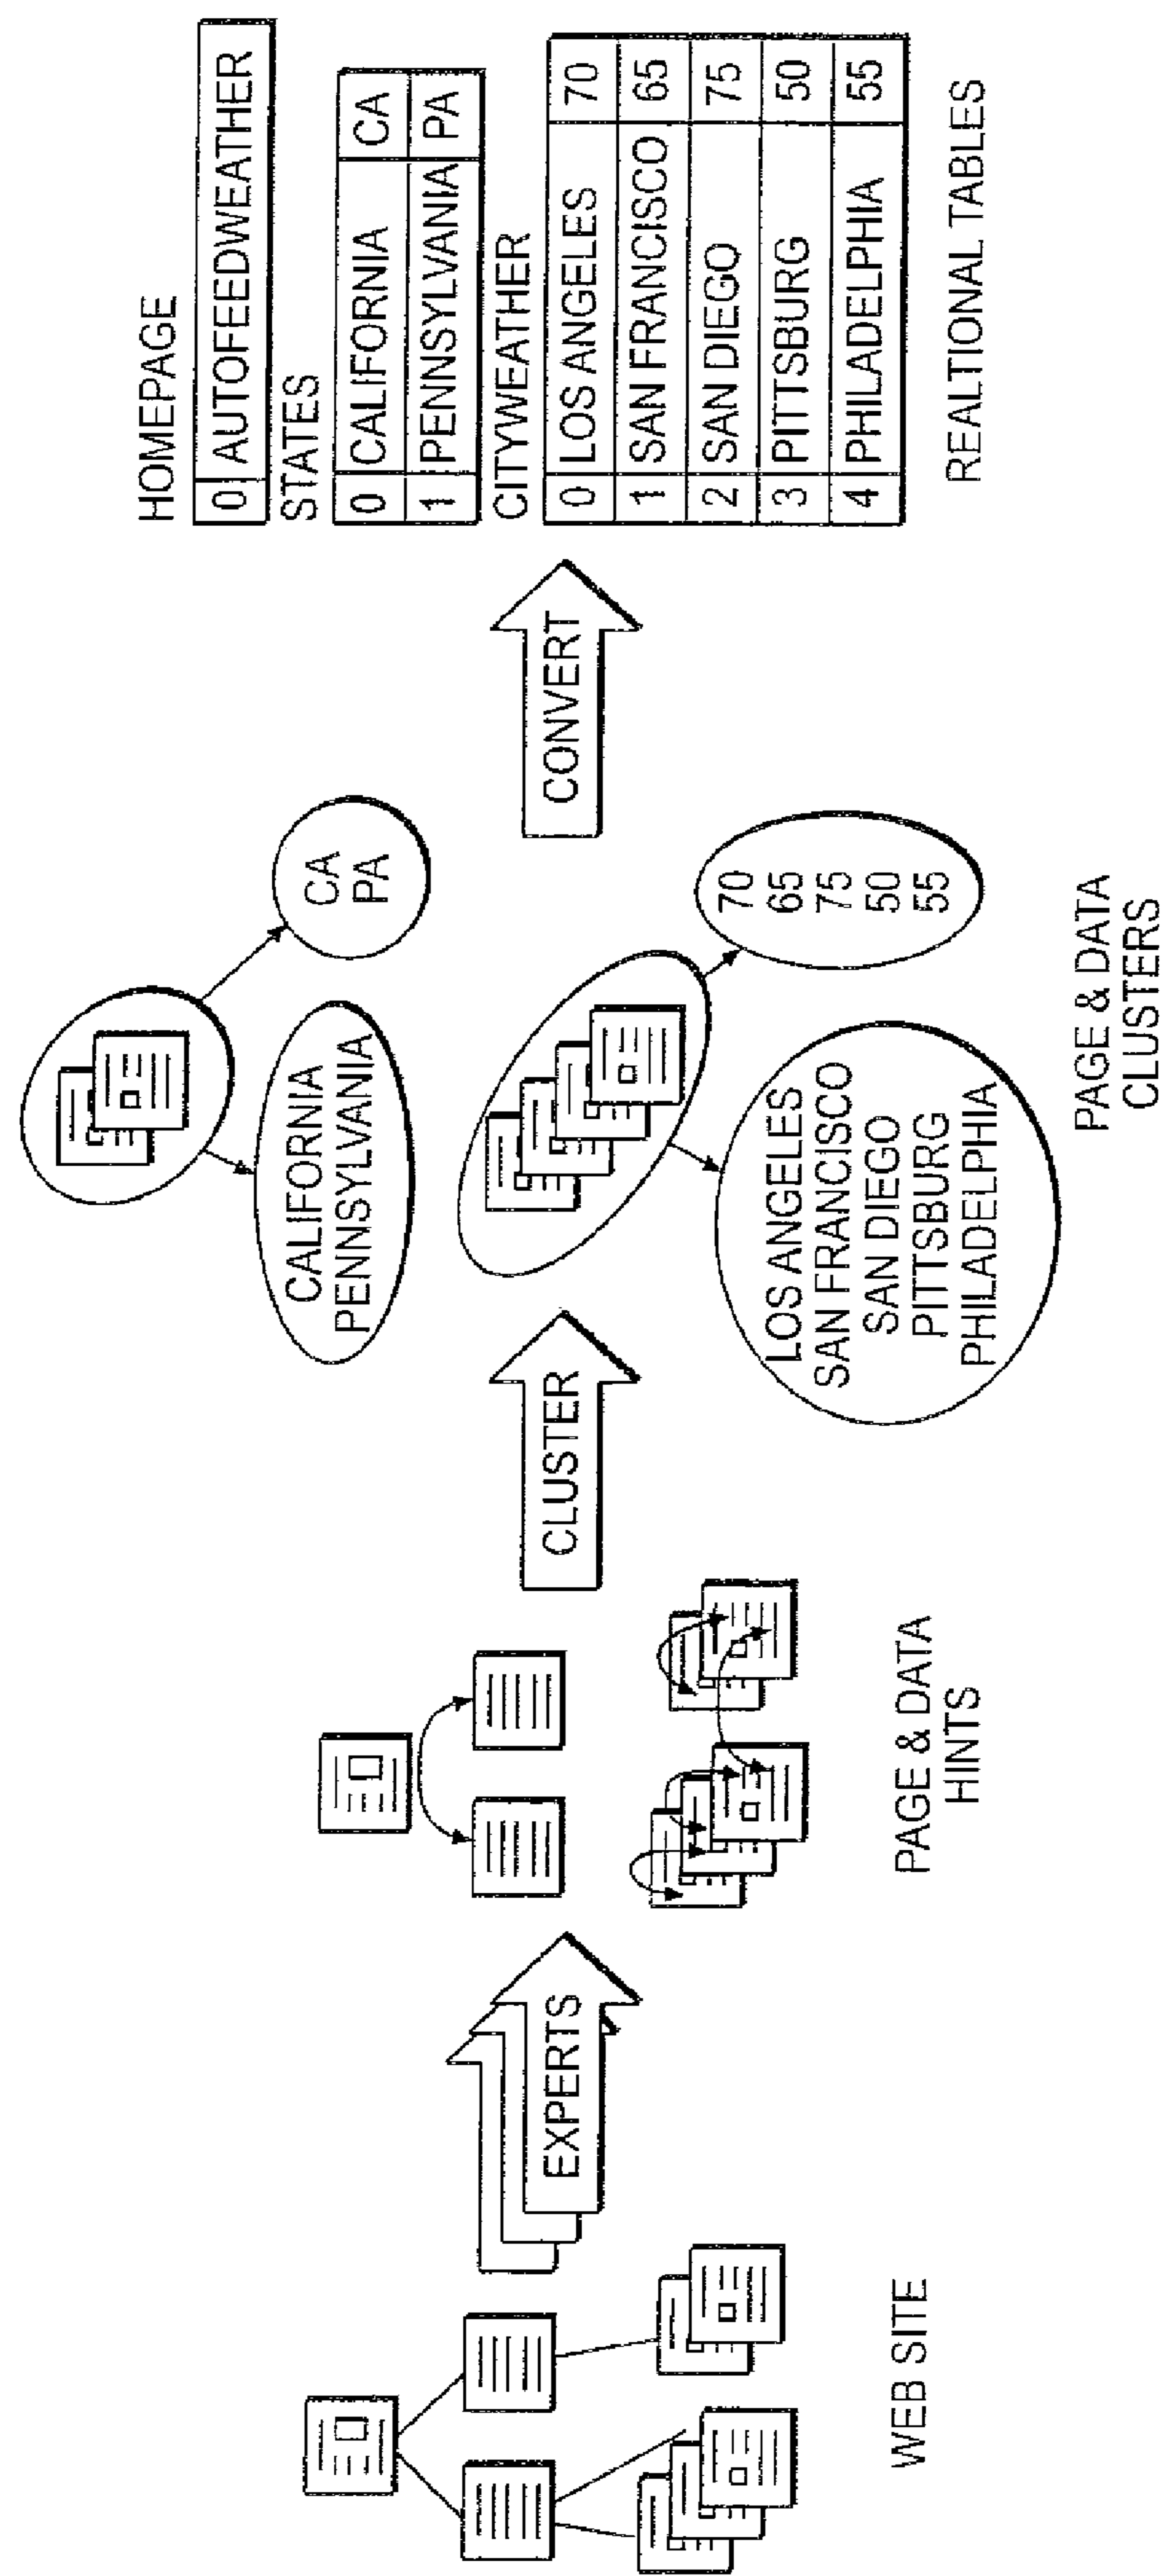 WEB SITE
EXPERTS
PAGE & DATA
HINTS
CLUSTER
CALIFORNIA
PENNSYLVANIA
CA
PA
LOS ANGELES
SAN FRANCISCO
SAN DIEGO
PITTSBURG
PHILADELPHIA
70
65
75
50
55
PAGE & DATA
CLUSTERS
CONVERT
HOMEPAGE
0 AUTOFEEDWEATHER
STATES
0 CALIFORNIA CA
1 PENNSYLVANIA PA
CITYWEATHER
0 LOS ANGELES 70
1 SAN FRANCISCO 65
2 SAN DIEGO 75
3 PITTSBURG 50
4 PHILADELPHIA 55
REALTIONAL TABLES